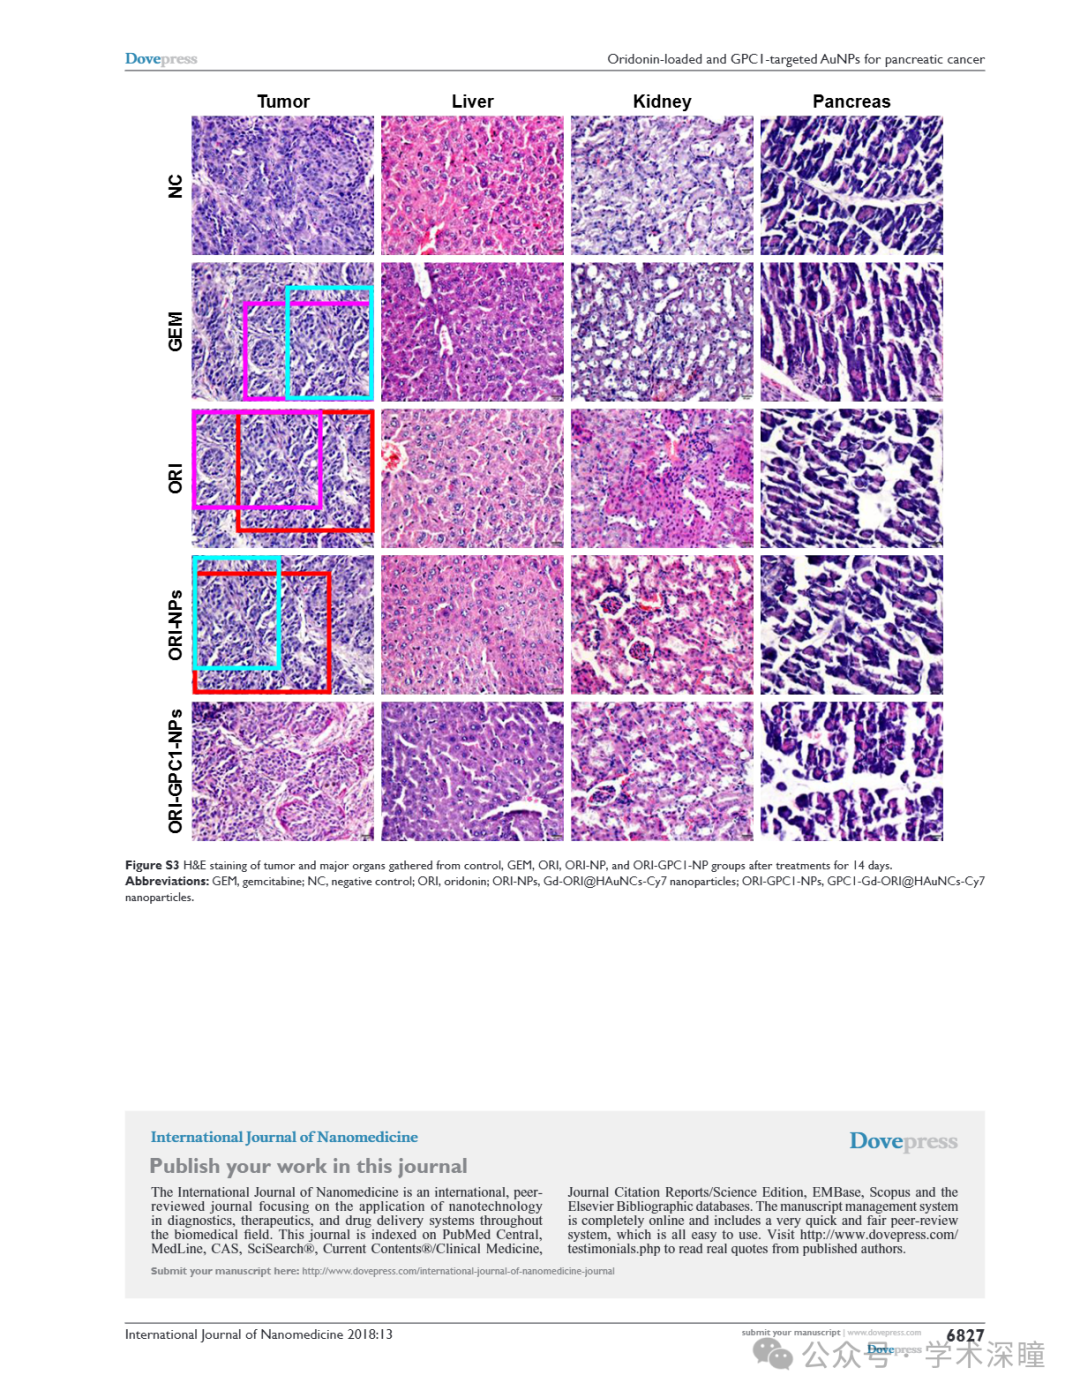 Dovepress
Oridonin-loaded and GPC1-targeted AuNPs for pancreatic cancer
Tumor Liver Kidney Pancreas
NC
GEM
ORI
ORI-NPs
ORI-GPC1-NPs
Figure S3 H&E staining of tumor and major organs gathered from control, GEM, ORI, ORI-NP, and ORI-GPC1-NP groups after treatments for 14 days.
Abbreviations: GEM, gemcitabine; NC, negative control; ORI, oridonin; ORI-NPs, Gd-ORI@HAuNCs-Cy7 nanoparticles; ORI-GPC1-NPs, GPC1-Gd-ORI@HAuNCs-Cy7
nanoparticles.
International Journal of Nanomedicine
Dovepress
Publish your work in this journal
The International Journal of Nanomedicine is an international, peer-
reviewed journal focusing on the application of nanotechnology
in diagnostics, therapeutics, and drug delivery systems throughout
the biomedical field. This journal is indexed on PubMed Central,
MedLine, CAS, SciSearch®, Current Contents®/Clinical Medicine,
Journal Citation Reports/Science Edition, EMBase, Scopus and the
Elsevier Bibliographic databases. The manuscript management system
is completely online and includes a very quick and fair peer-review
system, which is all easy to use. Visit http://www.dovepress.com/
testimonials.php to read real quotes from published authors.
Submit your manuscript here: http://www.dovepress.com/international-journal-of-nanomedicine-journal
International Journal of Nanomedicine 2018:13
submit your manuscript | www.dovepress.com
6827
Dovepress
公众号 · 学术深瞳